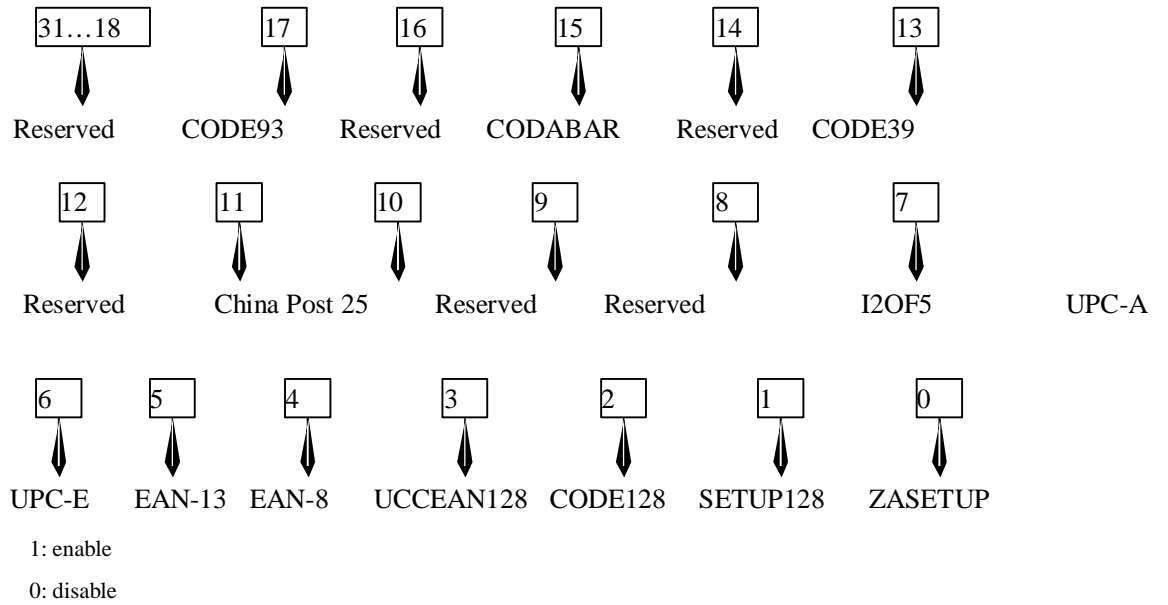 31…18 17 16 15 14 13
Reserved CODE93 Reserved CODABAR Reserved CODE39
12 11 10 9 8 7
Reserved China Post 25 Reserved Reserved I2OF5 UPC-A
6 5 4 3 2 1 0
UPC-E EAN-13 EAN-8 UCCEAN128 CODE128 SETUP128 ZASETUP
1: enable
0: disable